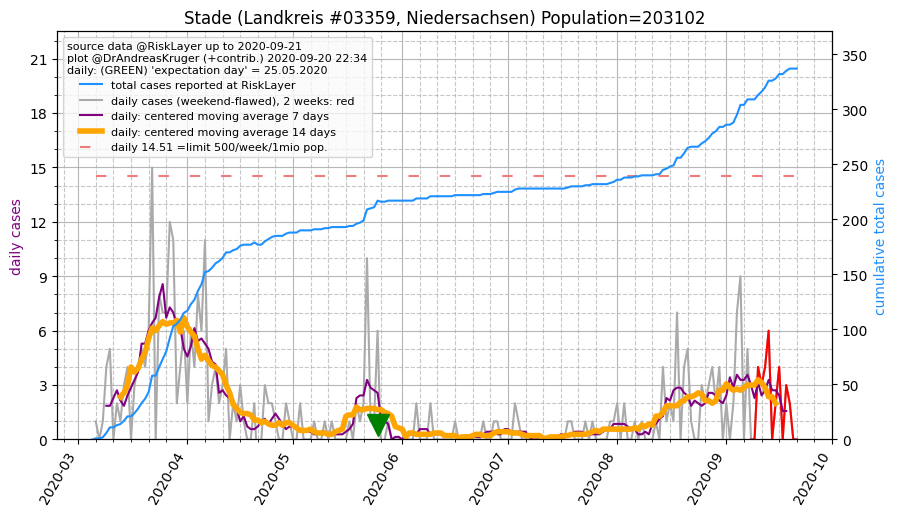 Stade (Landkreis #03359, Niedersachsen) Population=203102
source data @RiskLayer up to 2020-09-21
plot @DrAndreasKruger (+contrib.) 2020-09-20 22:34
daily: (GREEN) 'expectation day' = 25.05.2020
total cases reported at RiskLayer
daily cases (weekend-flawed), 2 weeks: red
daily: centered moving average 7 days
daily: centered moving average 14 days
daily 14.51 =limit 500/week/1mio pop.
daily cases
21
18
15
12
9
6
3
0
cumulative total cases
350
300
250
200
150
100
50
0
2020-03
2020-04
2020-05
2020-06
2020-07
2020-08
2020-09
2020-10